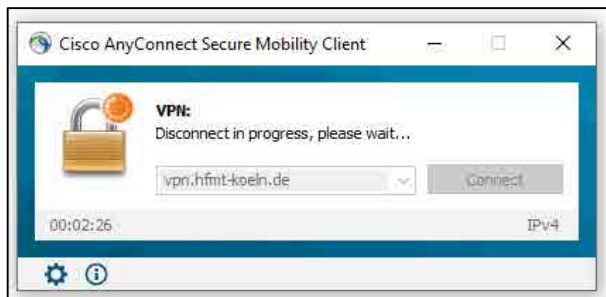 Cisco AnyConnect Secure Mobility Client
VPN:
Disconnect in progress, please wait...
vpn.hfmt-koeln.de
Connect
00:02:26
IPv4